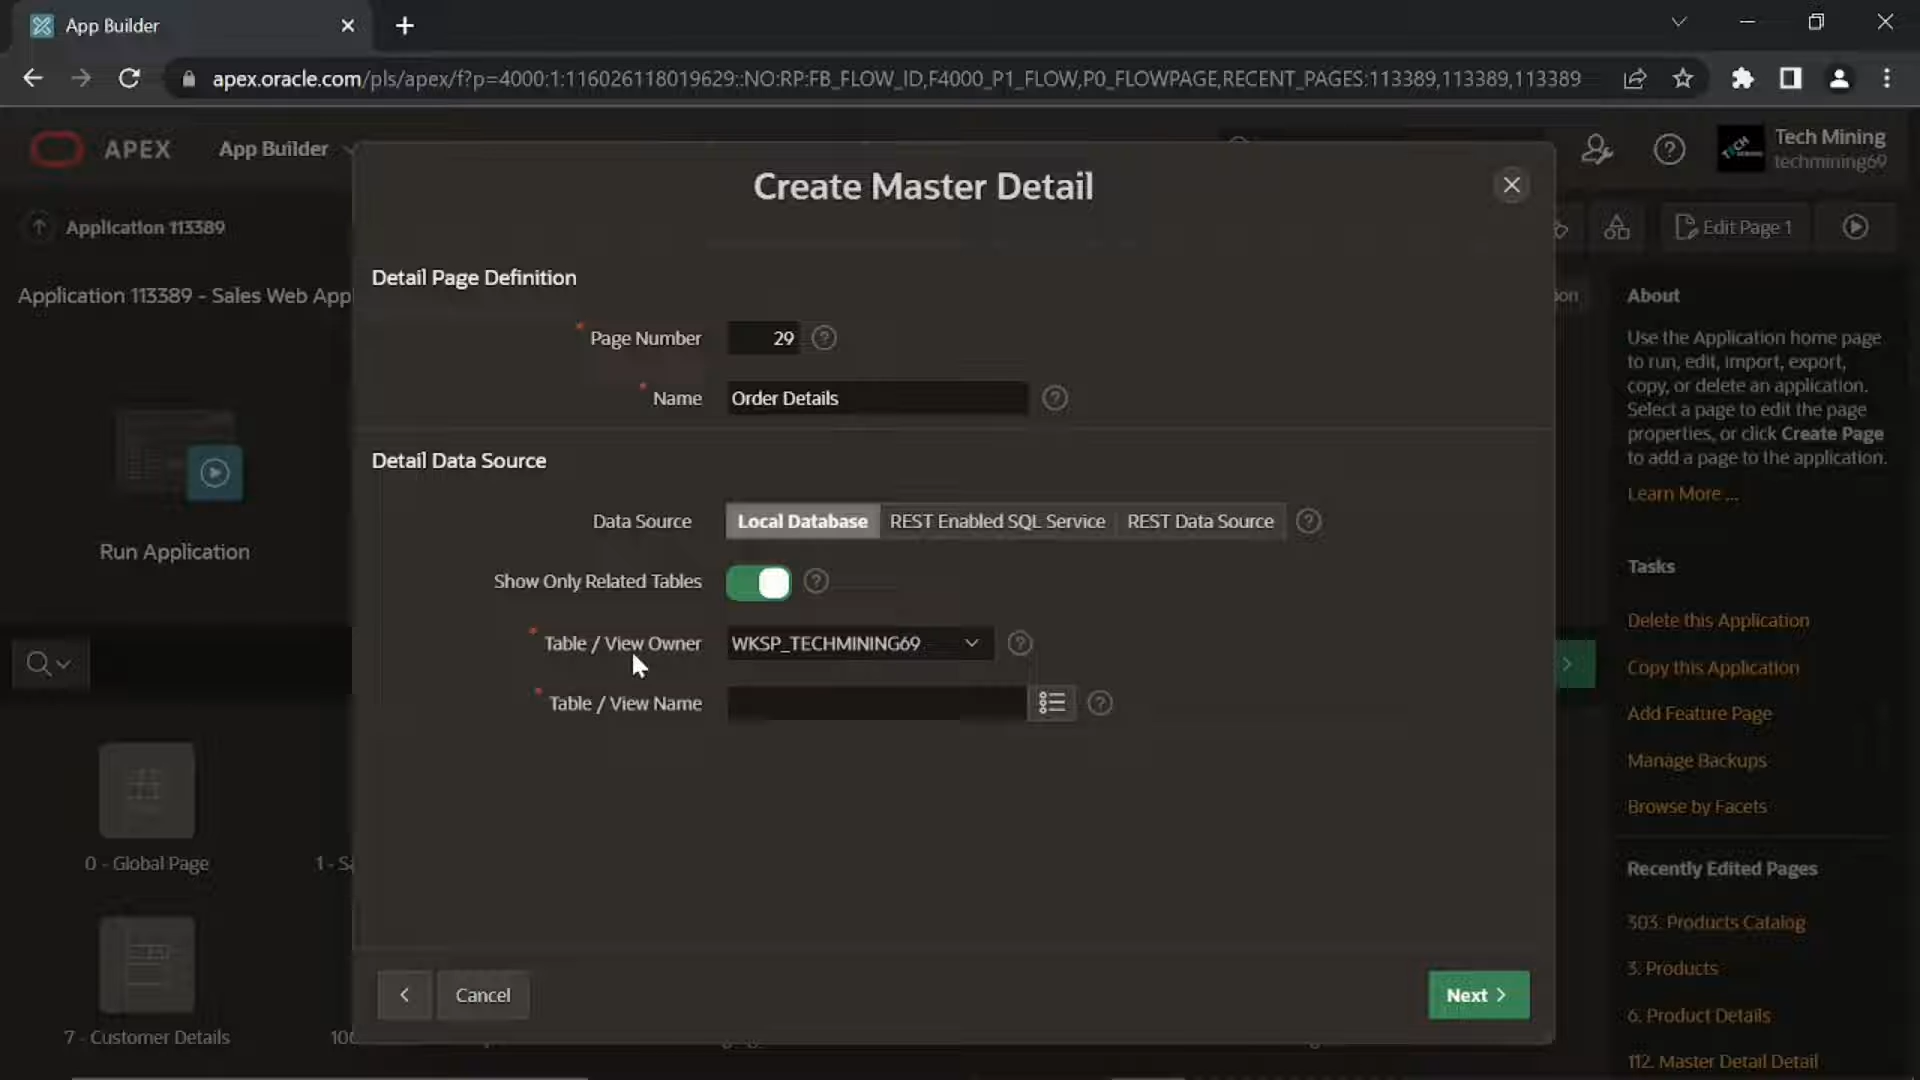 App Builder
apex.oracle.com/pls/apex/f?p=4000:1:116026118019629::NO:RP:FB_FLOW_ID,F4000_P1_FLOW,P0_FLOWPAGE,RECENT_PAGES:113389,113389,113389
APEX
App Builder
Tech Mining
techmining69
Application 113389
Edit Page 1
Application 113389 - Sales Web App
Run Application
0 - Global Page
7 - Customer Details
Create Master Detail
Detail Page Definition
* Page Number 29
* Name Order Details
Detail Data Source
Data Source Local Database REST Enabled SQL Service REST Data Source
Show Only Related Tables
* Table / View Owner WKSP_TECHMINING69
* Table / View Name
Cancel
Next
About
Use the Application home page
to run, edit, import, export,
copy, or delete an application.
Select a page to edit the page
properties, or click Create Page
to add a page to the application.
Learn More ...
Tasks
Delete this Application
Copy this Application
Add Feature Page
Manage Backups
Browse by Facets
Recently Edited Pages
303. Products Catalog
3. Products
6. Product Details
112. Master Detail Detail